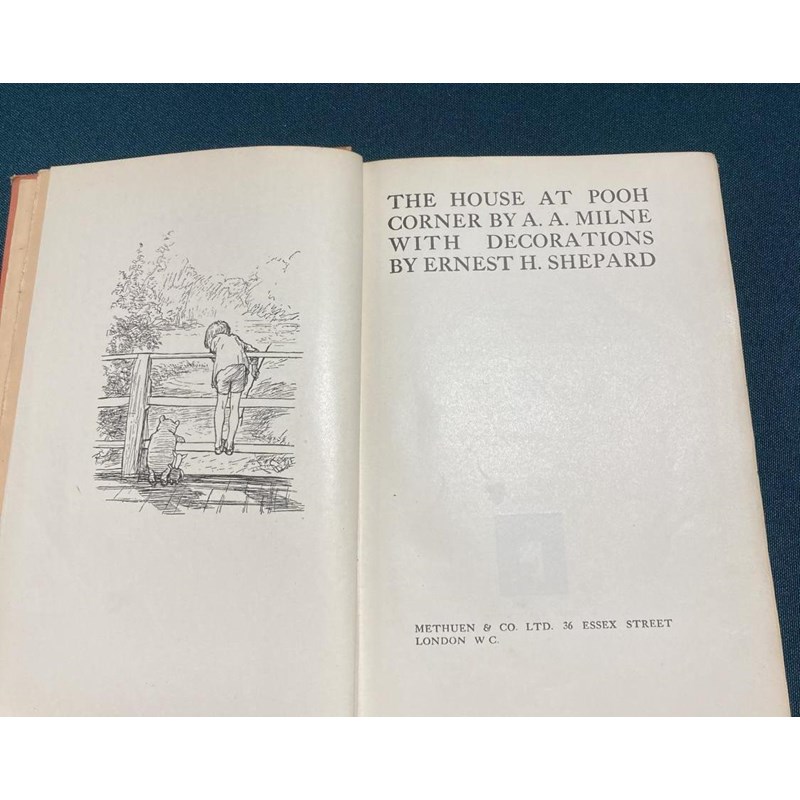 THE HOUSE AT POOH
CORNER BY A. A. MILNE
WITH DECORATIONS
BY ERNEST H. SHEPARD
METHUEN & CO. LTD. 36 ESSEX STREET
LONDON W C.